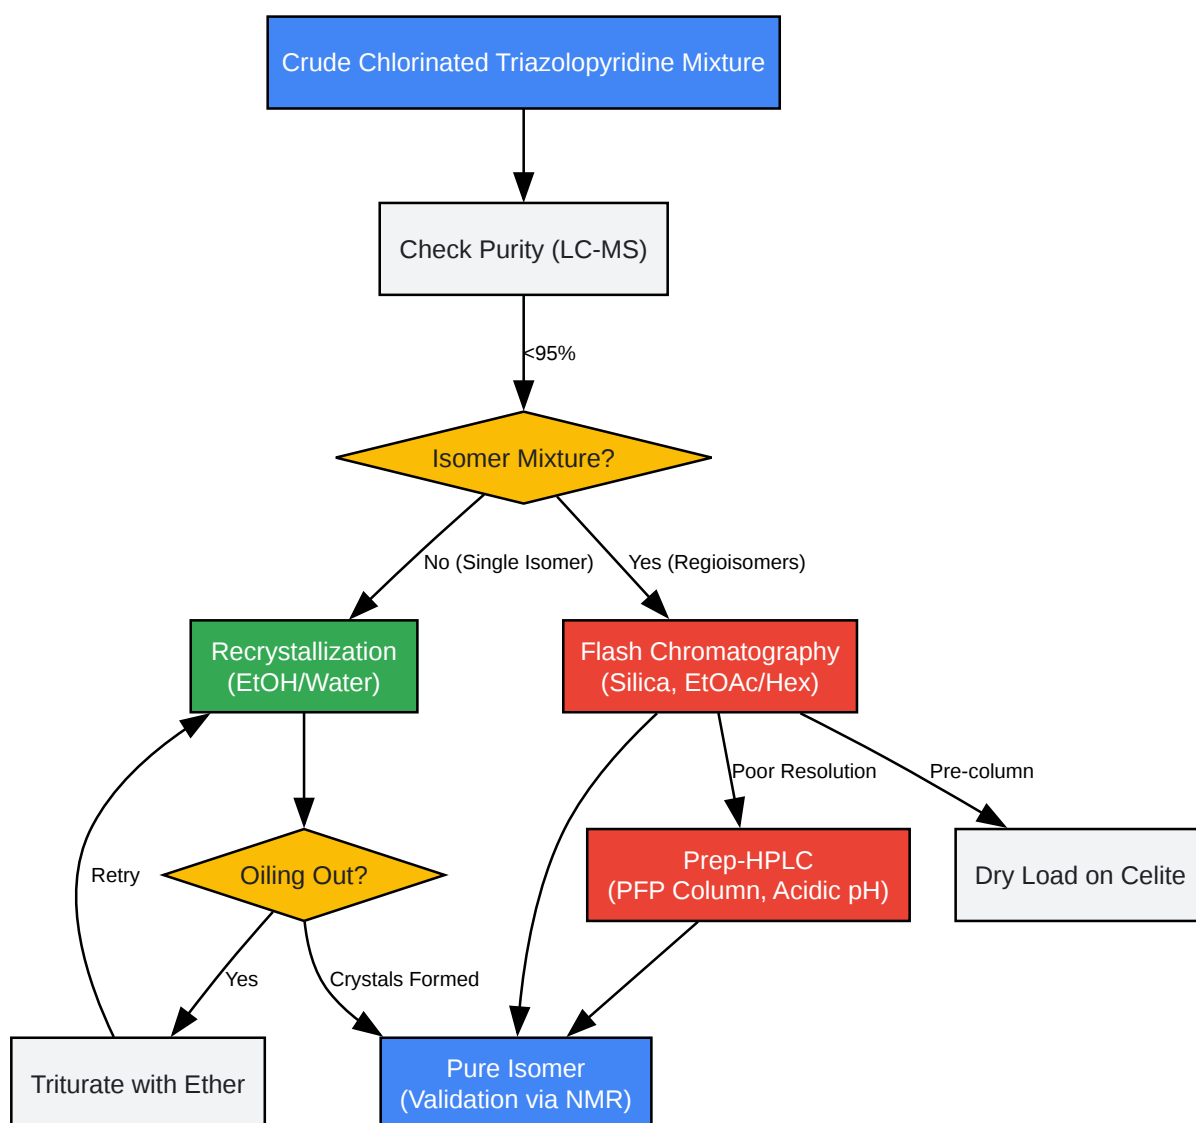 Crude Chlorinated Triazolopyridine Mixture
Check Purity (LC-MS)
<95%
Isomer Mixture?
No (Single Isomer)
Yes (Regioisomers)
Recrystallization
(EtOH/Water)
Flash Chromatography
(Silica, EtOAc/Hex)
Poor Resolution
Pre-column
Retry
Oiling Out?
Prep-HPLC
(PFP Column, Acidic pH)
Dry Load on Celite
Yes
Crystals Formed
Triturate with Ether
Pure Isomer
(Validation via NMR)